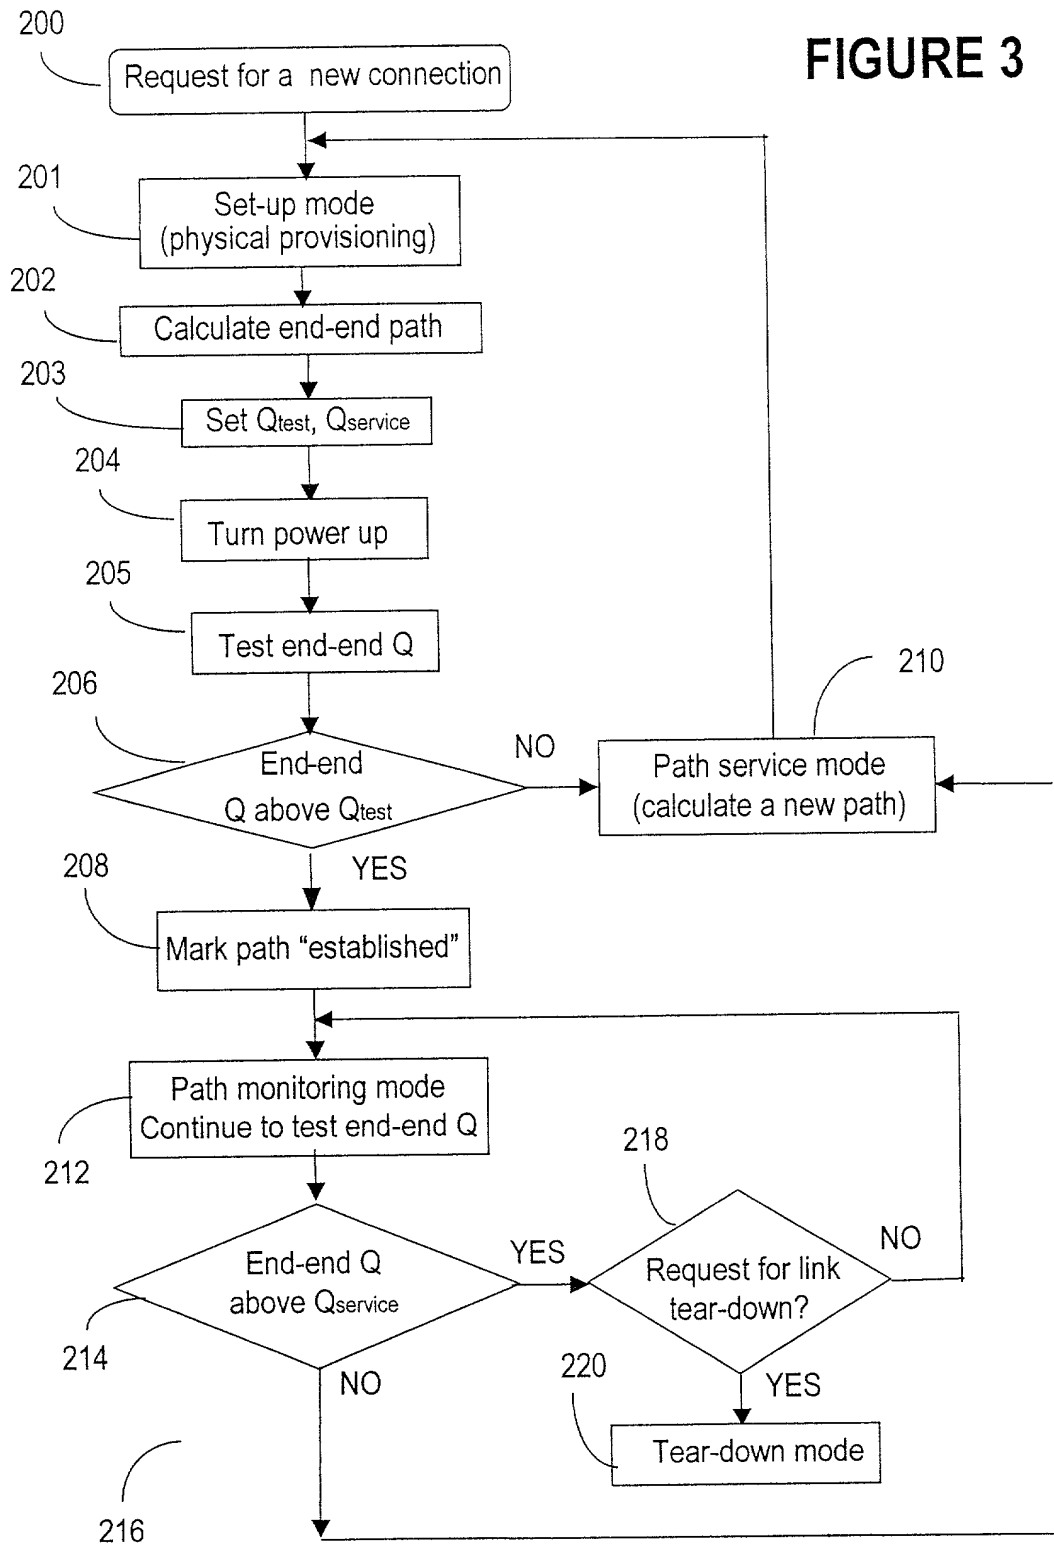 200
FIGURE 3
Request for a new connection
201
Set-up mode
(physical provisioning)
202
Calculate end-end path
203
Set Qtest, Qservice
204
Turn power up
205
Test end-end Q
206
210
End-end
Q above Qtest
NO
Path service mode
(calculate a new path)
YES
208
Mark path “established”
Path monitoring mode
Continue to test end-end Q
212
218
End-end Q
above Qservice
YES
Request for link
tear-down?
NO
214
NO
220
YES
Tear-down mode
216